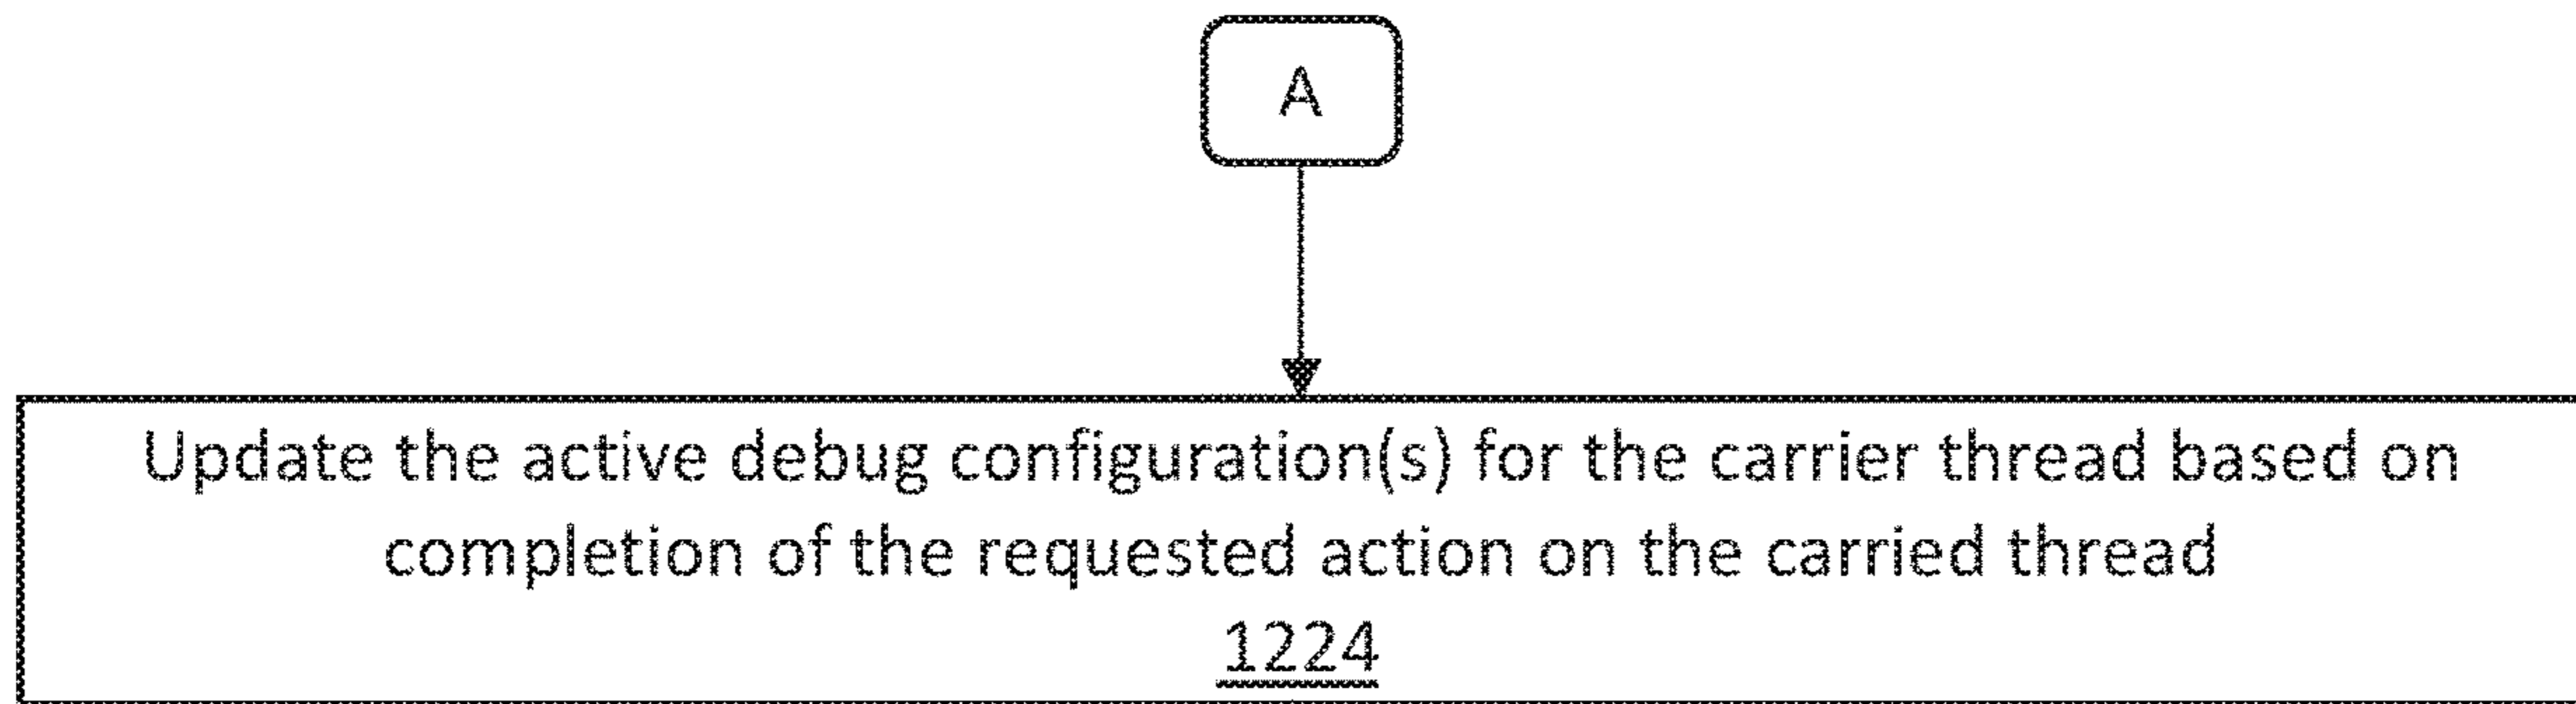 A
Update the active debug configuration(s) for the carrier thread based on
completion of the requested action on the carried thread
1224